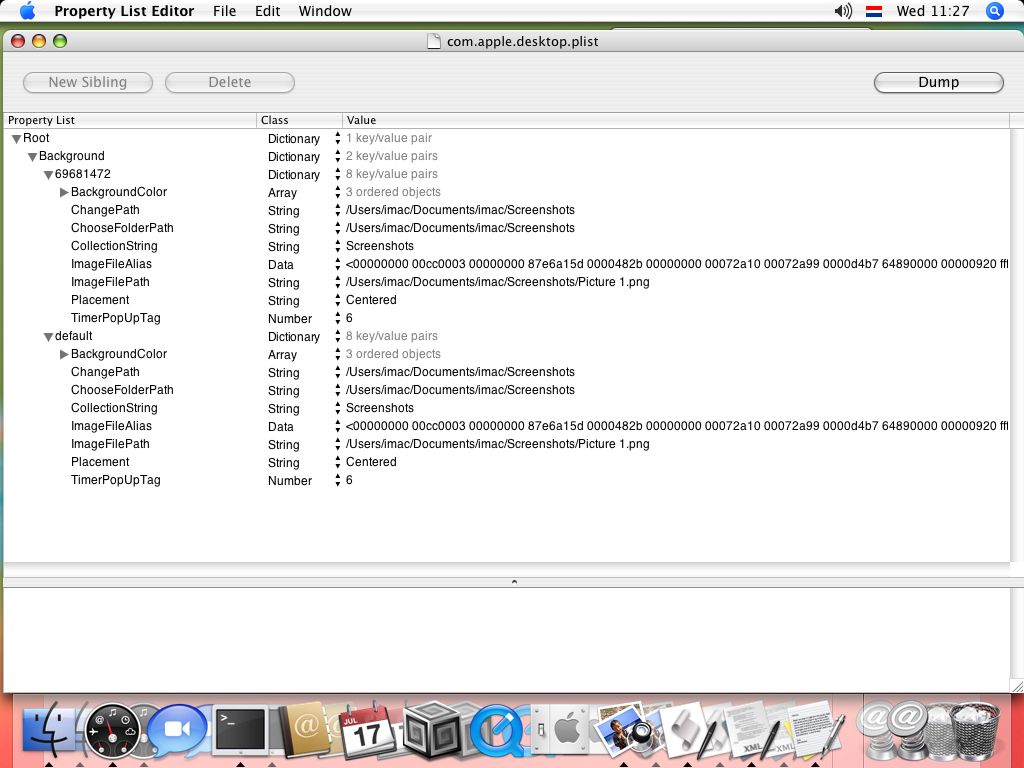 Property List Editor File Edit Window Wed 11:27
com.apple.desktop.plist
New Sibling Delete Dump
Property List Class Value
Root Dictionary 1 key/value pair
Background Dictionary 2 key/value pairs
69681472 Dictionary 8 key/value pairs
BackgroundColor Array 3 ordered objects
ChangePath String /Users/imac/Documents/imac/Screenshots
ChooseFolderPath String /Users/imac/Documents/imac/Screenshots
CollectionString String Screenshots
ImageFileAlias Data <00000000 00cc0003 00000000 87e6a15d 0000482b 00000000 00072a10 00072a99 0000d4b7 64890000 00000920 fff
ImageFilePath String /Users/imac/Documents/imac/Screenshots/Picture 1.png
Placement String Centered
TimerPopUpTag Number 6
default Dictionary 8 key/value pairs
BackgroundColor Array 3 ordered objects
ChangePath String /Users/imac/Documents/imac/Screenshots
ChooseFolderPath String /Users/imac/Documents/imac/Screenshots
CollectionString String Screenshots
ImageFileAlias Data <00000000 00cc0003 00000000 87e6a15d 0000482b 00000000 00072a10 00072a99 0000d4b7 64890000 00000920 fff
ImageFilePath String /Users/imac/Documents/imac/Screenshots/Picture 1.png
Placement String Centered
TimerPopUpTag Number 6
>_
@
JUL
17
XML
XML
@
@